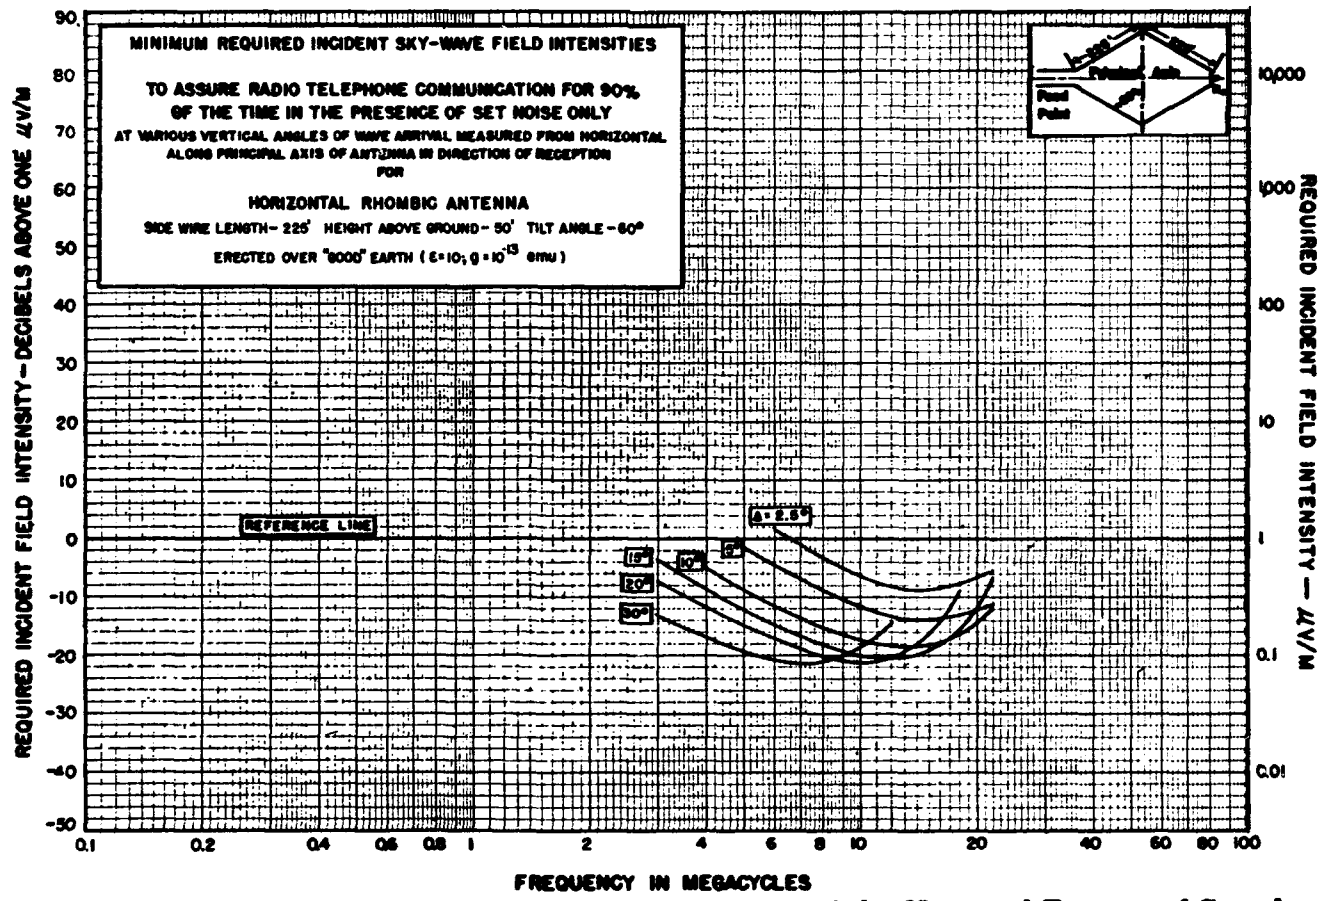 MINIMUM REQUIRED INCIDENT SKY-WAVE FIELD INTENSITIES
TO ASSURE RADIO TELEPHONE COMMUNICATION FOR 90%
OF THE TIME IN THE PRESENCE OF SET NOISE ONLY
AT VARIOUS VERTICAL ANGLES OF WAVE ARRIVAL MEASURED FROM HORIZONTAL
ALONG PRINCIPAL AXIS OF ANTENNA IN DIRECTION OF RECEPTION
FOR
HORIZONTAL RHOMBIC ANTENNA
SIDE WIRE LENGTH-225' HEIGHT ABOVE GROUND-50' TILT ANGLE-60°
ERECTED OVER "GOOD" EARTH (ε=10; g=10⁻¹³ emu)
Principal Axis
Feed
Point
REQUIRED INCIDENT FIELD INTENSITY-DECIBELS ABOVE ONE μV/M
90
80
70
60
50
40
30
20
10
0
-10
-20
-30
-40
-50
10,000
1,000
100
10
1
0.1
0.01
REQUIRED INCIDENT FIELD INTENSITY — μV/M
REFERENCE LINE
Δ=2.5°
5°
10°
15°
20°
30°
0.1 0.2 0.4 0.6 0.8 1 2 4 6 8 10 20 40 60 80 100
FREQUENCY IN MEGACYCLES